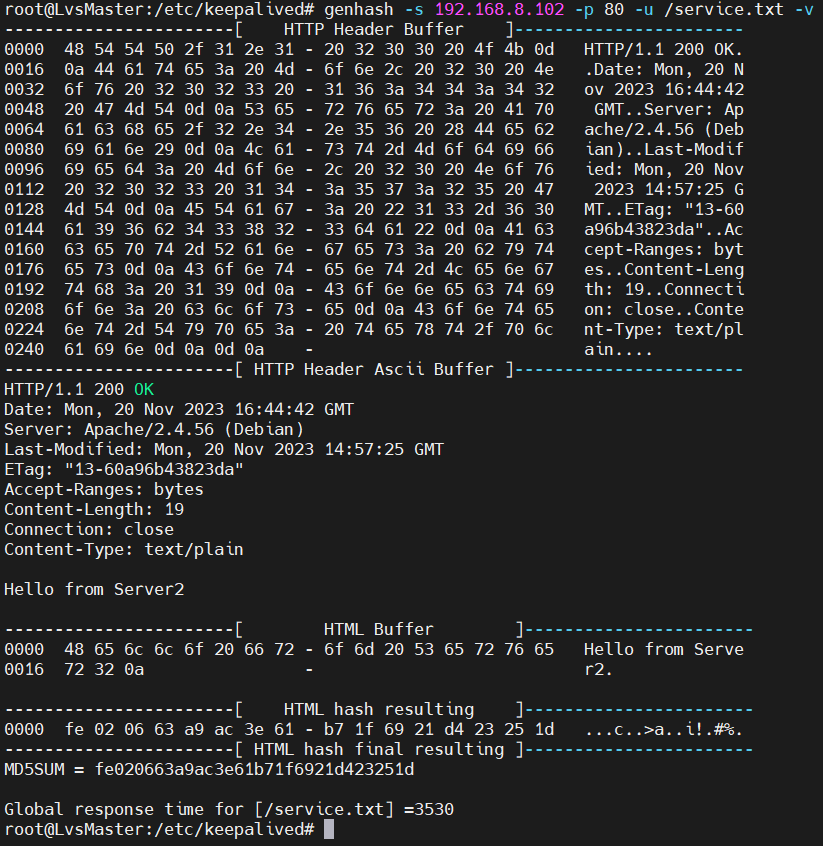 root@LvsMaster:/etc/keepalived# genhash -s 192.168.8.102 -p 80 -u /service.txt -v
-----------------------[    HTTP Header Buffer    ]-----------------------
0000  48 54 54 50 2f 31 2e 31 - 20 32 30 30 20 4f 4b 0d   HTTP/1.1 200 OK.
0016  0a 44 61 74 65 3a 20 4d - 6f 6e 2c 20 32 30 20 4e   .Date: Mon, 20 N
0032  6f 76 20 32 30 32 33 20 - 31 36 3a 34 34 3a 34 32   ov 2023 16:44:42
0048  20 47 4d 54 0d 0a 53 65 - 72 76 65 72 3a 20 41 70    GMT..Server: Ap
0064  61 63 68 65 2f 32 2e 34 - 2e 35 36 20 28 44 65 62   ache/2.4.56 (Deb
0080  69 61 6e 29 0d 0a 4c 61 - 73 74 2d 4d 6f 64 69 66   ian)..Last-Modif
0096  69 65 64 3a 20 4d 6f 6e - 2c 20 32 30 20 4e 6f 76   ied: Mon, 20 Nov
0112  20 32 30 32 33 20 31 34 - 3a 35 37 3a 32 35 20 47    2023 14:57:25 G
0128  4d 54 0d 0a 45 54 61 67 - 3a 20 22 31 33 2d 36 30   MT..ETag: "13-60
0144  61 39 36 62 34 33 38 32 - 33 64 61 22 0d 0a 41 63   a96b43823da"..Ac
0160  63 65 70 74 2d 52 61 6e - 67 65 73 3a 20 62 79 74   cept-Ranges: byt
0176  65 73 0d 0a 43 6f 6e 74 - 65 6e 74 2d 4c 65 6e 67   es..Content-Leng
0192  74 68 3a 20 31 39 0d 0a - 43 6f 6e 6e 65 63 74 69   th: 19..Connecti
0208  6f 6e 3a 20 63 6c 6f 73 - 65 0d 0a 43 6f 6e 74 65   on: close..Conte
0224  6e 74 2d 54 79 70 65 3a - 20 74 65 78 74 2f 70 6c   nt-Type: text/pl
0240  61 69 6e 0d 0a 0d 0a    -                           ain....
-----------------------[ HTTP Header Ascii Buffer ]-----------------------
HTTP/1.1 200 OK
Date: Mon, 20 Nov 2023 16:44:42 GMT
Server: Apache/2.4.56 (Debian)
Last-Modified: Mon, 20 Nov 2023 14:57:25 GMT
ETag: "13-60a96b43823da"
Accept-Ranges: bytes
Content-Length: 19
Connection: close
Content-Type: text/plain

Hello from Server2

-----------------------[        HTML Buffer        ]-----------------------
0000  48 65 6c 6c 6f 20 66 72 - 6f 6d 20 53 65 72 76 65   Hello from Serve
0016  72 32 0a                -                           r2.

-----------------------[    HTML hash resulting    ]-----------------------
0000  fe 02 06 63 a9 ac 3e 61 - b7 1f 69 21 d4 23 25 1d   ...c..>a..i!.#%.
-----------------------[ HTML hash final resulting ]-----------------------
MD5SUM = fe020663a9ac3e61b71f6921d423251d

Global response time for [/service.txt] =3530
root@LvsMaster:/etc/keepalived#